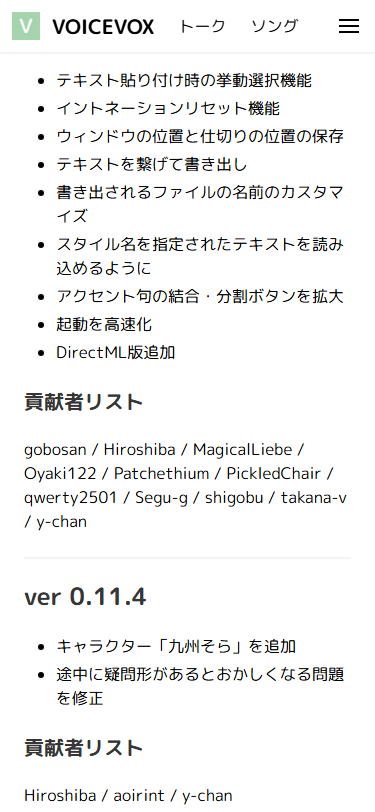 V VOICEVOX トーク ソング
テキスト貼り付け時の挙動選択機能
イントネーションリセット機能
ウィンドウの位置と仕切りの位置の保存
テキストを繋げて書き出し
書き出されるファイルの名前のカスタマ
イズ
スタイル名を指定されたテキストを読み
込めるように
アクセント句の結合・分割ボタンを拡大
起動を高速化
DirectML版追加
貢献者リスト
gobosan / Hiroshiba / MagicalLiebe /
Oyaki122 / Patchethium / PickledChair /
qwerty2501 / Segu-g / shigobu / takana-v
/ y-chan
ver 0.11.4
キャラクター「九州そら」を追加
途中に疑問形があるとおかしくなる問題
を修正
貢献者リスト
Hiroshiba / aoirint / y-chan